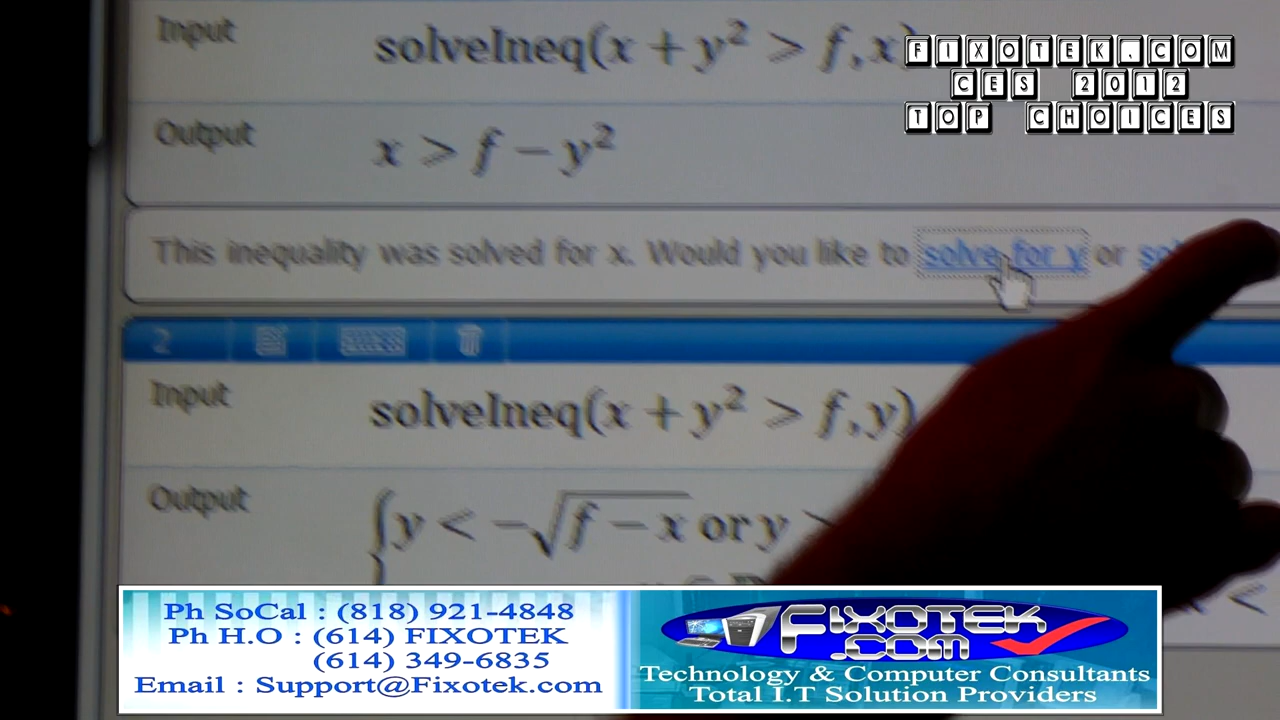 Input solveIneq(x + y² > f, x)
FIXOTEK.COM
CES 2012
TOP CHOICES
Output x > f − y²
This inequality was solved for x. Would you like to solve for y or
2
Input solveIneq(x + y² > f, y)
Output {y < −√f − x or y >
Ph SoCal : (818) 921-4848
Ph H.O : (614) FIXOTEK
(614) 349-6835
Email : Support@Fixotek.com
FIXOTEK
.COM
Technology & Computer Consultants
Total I.T Solution Providers